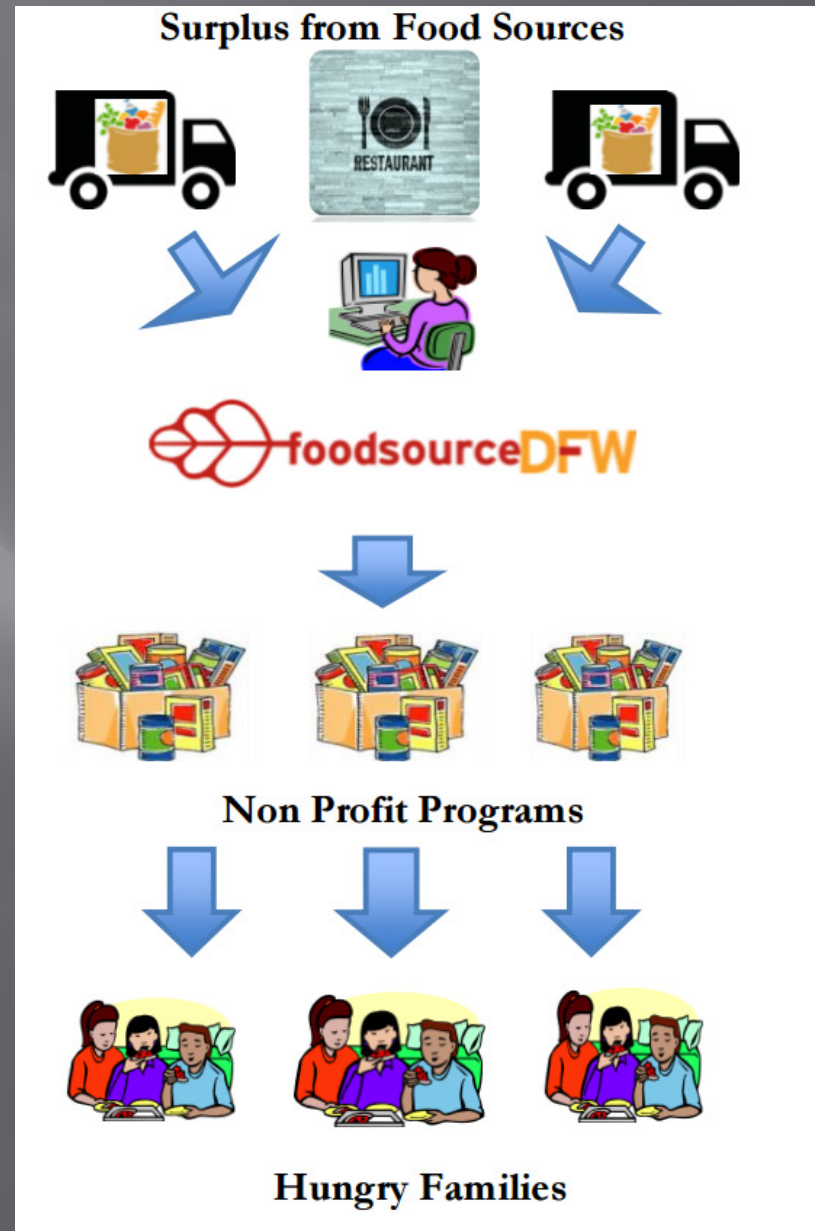 Surplus from Food Sources
RESTAURANT
foodsourceDFW
Non Profit Programs
Hungry Families